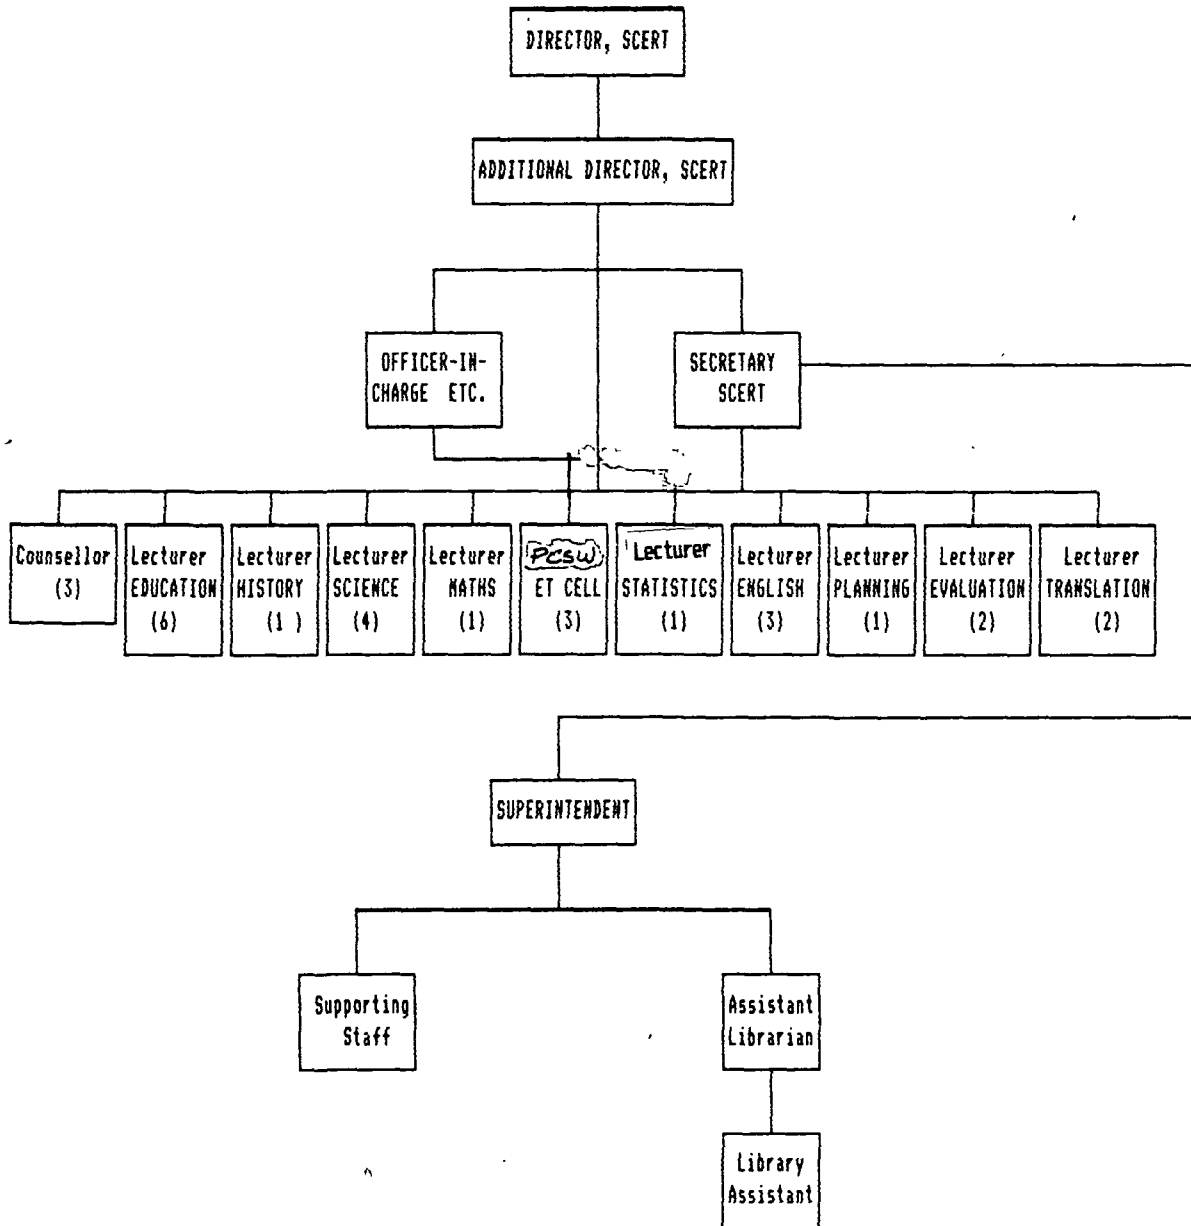 DIRECTOR, SCERT
ADDITIONAL DIRECTOR, SCERT
OFFICER-IN-
CHARGE ETC.
SECRETARY
SCERT
Counsellor
(3)
Lecturer
EDUCATION
(6)
Lecturer
HISTORY
(1 )
Lecturer
SCIENCE
(4)
Lecturer
MATHS
(1)
PCSW
ET CELL
(3)
Lecturer
STATISTICS
(1)
Lecturer
ENGLISH
(3)
Lecturer
PLANNING
(1)
Lecturer
EVALUATION
(2)
Lecturer
TRANSLATION
(2)
SUPERINTENDENT
Supporting
Staff
Assistant
Librarian
Library
Assistant